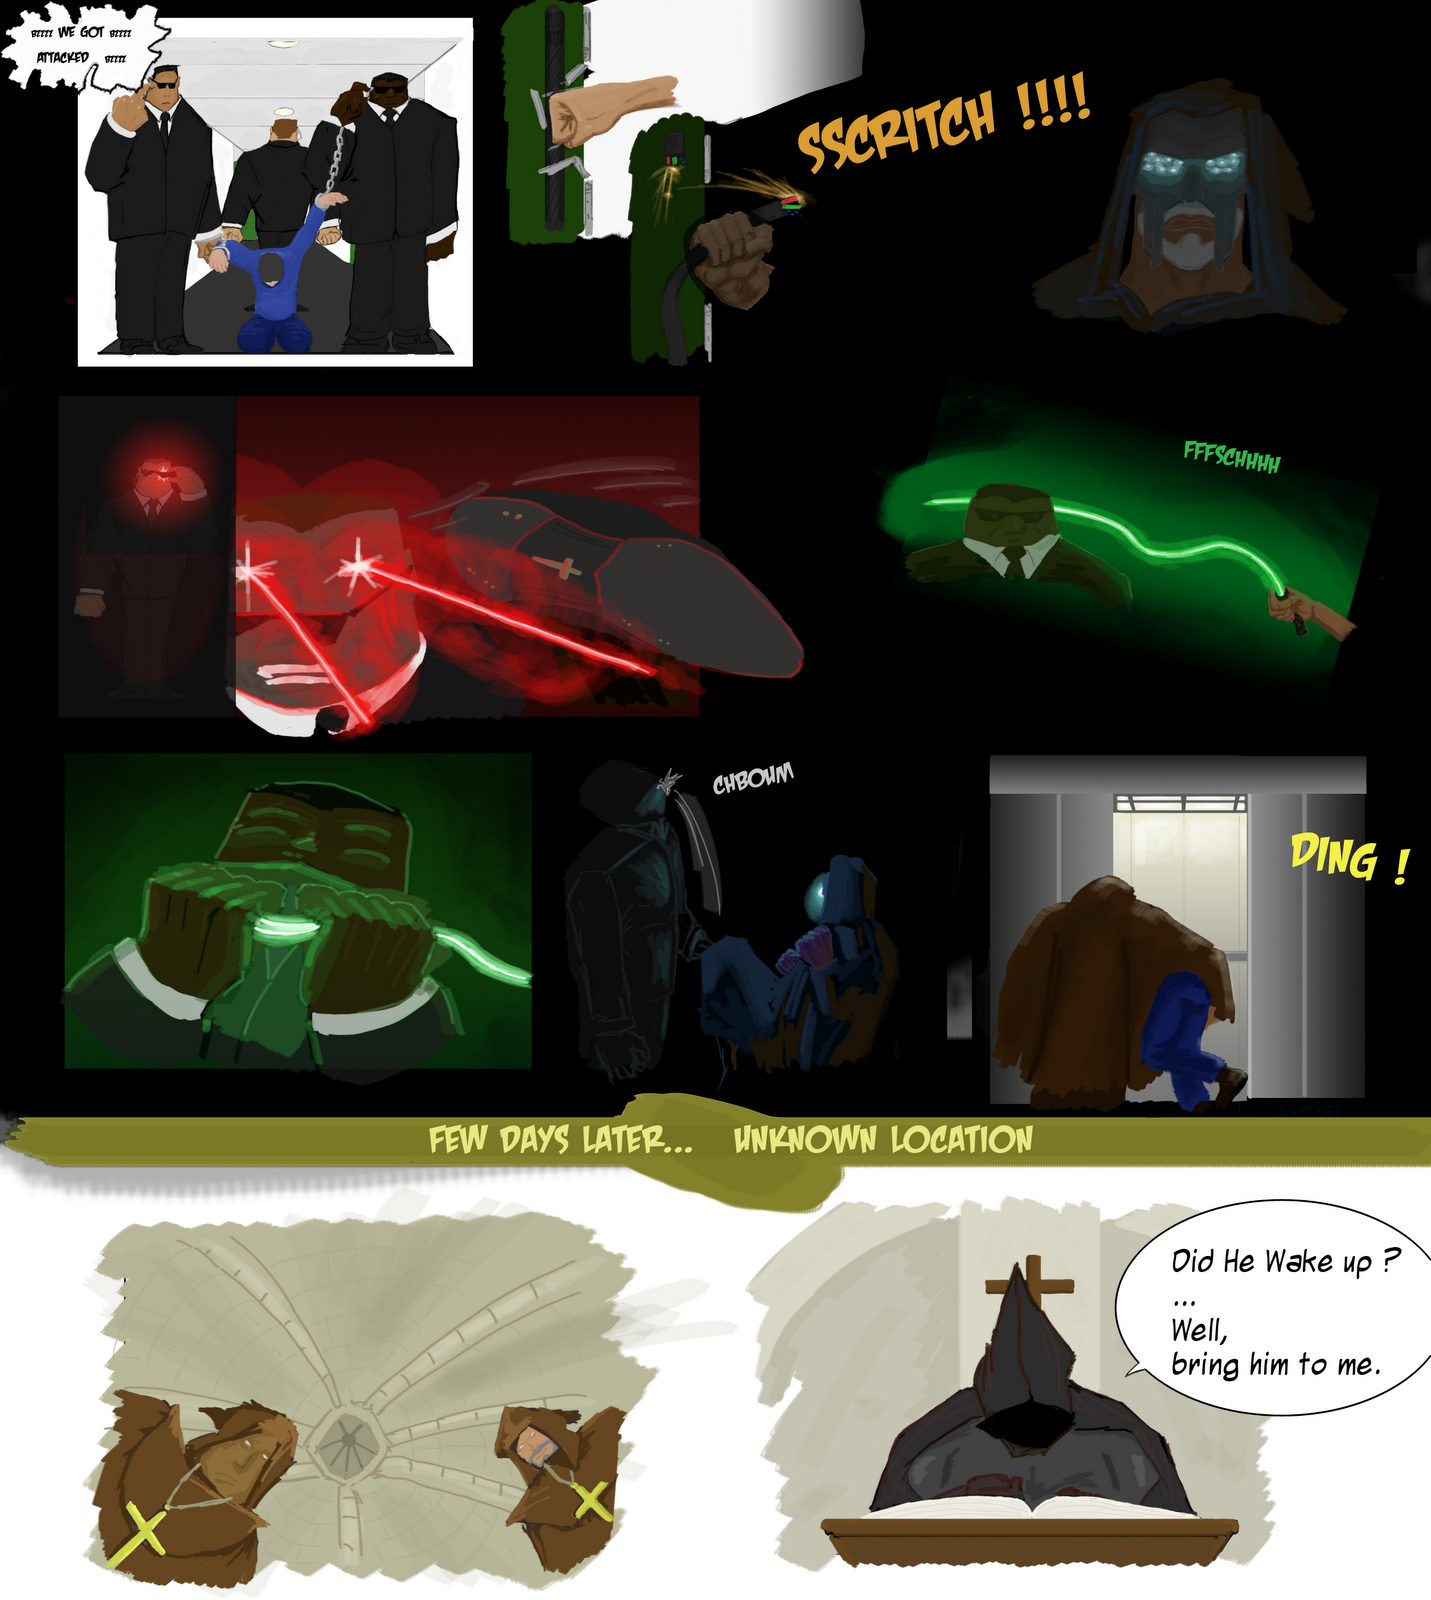 BZZZZ WE GOT BZZZZ
ATTACKED BZZZZ
SSCRITCH !!!!
FFFSCHHHH
CHBOUM
DING !
FEW DAYS LATER... UNKNOWN LOCATION
Did He Wake up ?
...
Well,
bring him to me.